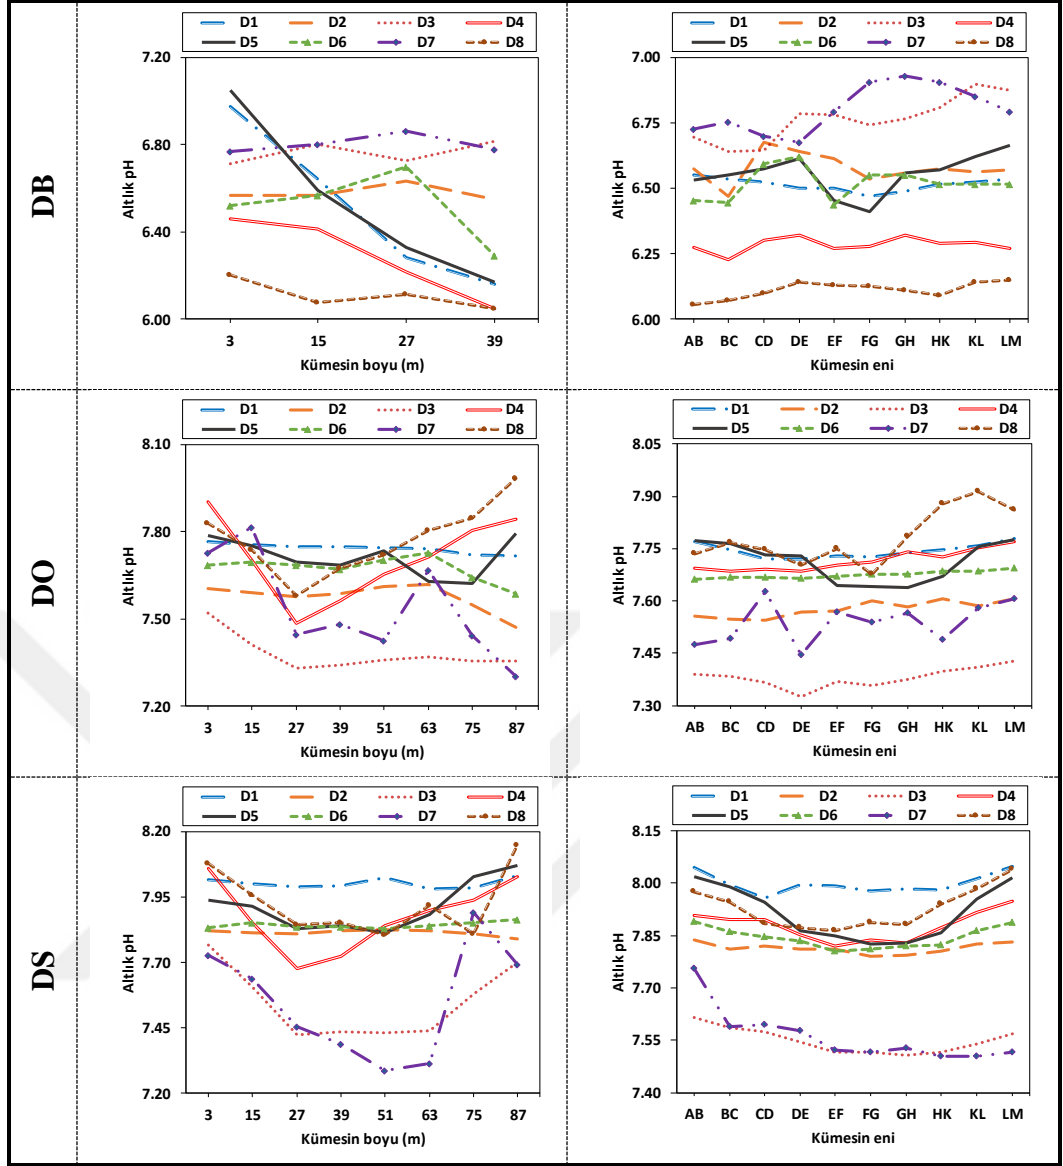 DB
D1 D2 D3 D4
D5 D6 D7 D8
Altlık pH
7.20
6.80
6.40
6.00
3 15 27 39
Kümesin boyu (m)
D1 D2 D3 D4
D5 D6 D7 D8
Altlık pH
7.00
6.75
6.50
6.25
6.00
AB BC CD DE EF FG GH HK KL LM
Kümesin eni
DO
D1 D2 D3 D4
D5 D6 D7 D8
Altlık pH
8.10
7.80
7.50
7.20
3 15 27 39 51 63 75 87
Kümesin boyu (m)
D1 D2 D3 D4
D5 D6 D7 D8
Altlık pH
8.05
7.90
7.75
7.60
7.45
7.30
AB BC CD DE EF FG GH HK KL LM
Kümesin eni
DS
D1 D2 D3 D4
D5 D6 D7 D8
Altlık pH
8.20
7.95
7.70
7.45
7.20
3 15 27 39 51 63 75 87
Kümesin boyu (m)
D1 D2 D3 D4
D5 D6 D7 D8
Altlık pH
8.15
8.00
7.85
7.70
7.55
7.40
AB BC CD DE EF FG GH HK KL LM
Kümesin eni